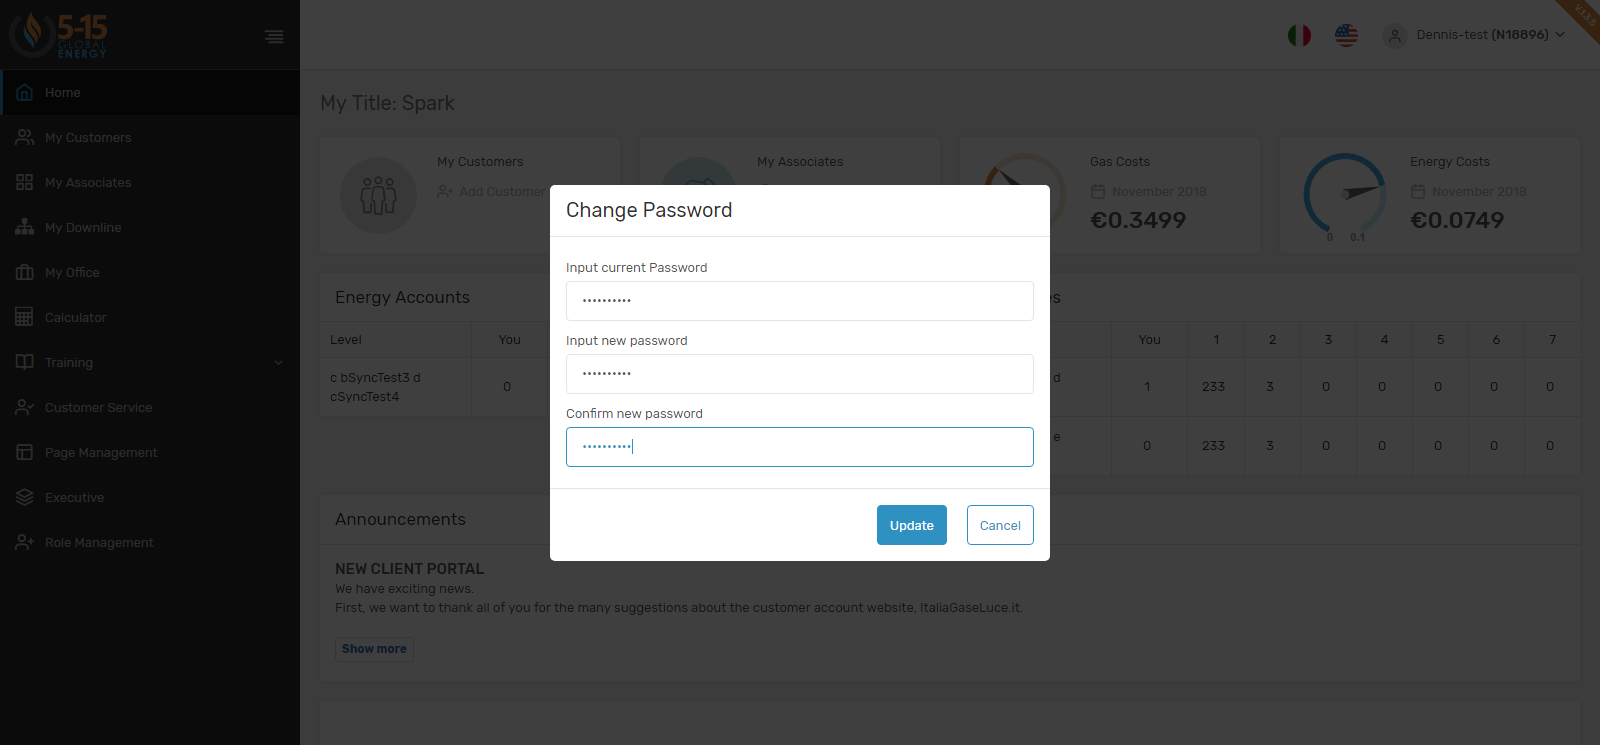 5-15
GLOBAL
ENERGY
Home
My Customers
My Associates
My Downline
My Office
Calculator
Training
Customer Service
Page Management
Executive
Role Management
Dennis-test (N18896)
V.1.3.5
My Title: Spark
My Customers
Add Customer
My Associates
Gas Costs
November 2018
€0.3499
Energy Costs
November 2018
€0.0749
0 0.1
Change Password
Input current Password
••••••••••
Input new password
••••••••••
Confirm new password
••••••••••
Update Cancel
Energy Accounts
Level You
c bSyncTest3 d
cSyncTest4
0
es
You 1 2 3 4 5 6 7
d
1 233 3 0 0 0 0 0
e
0 233 3 0 0 0 0 0
Announcements
NEW CLIENT PORTAL
We have exciting news.
First, we want to thank all of you for the many suggestions about the customer account website, ItaliaGaseLuce.it.
Show more